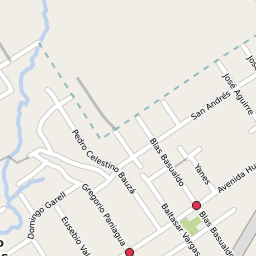 José
José Aguirre
San Andrés
Pedro Celestino Bauzá
Blas Basualdo
Yanes
Avenida Hu
Gregorio Paniagua
Domingo Garell
Eusebio Val
Baltasar Vargas
Blas Basualdo
o
s